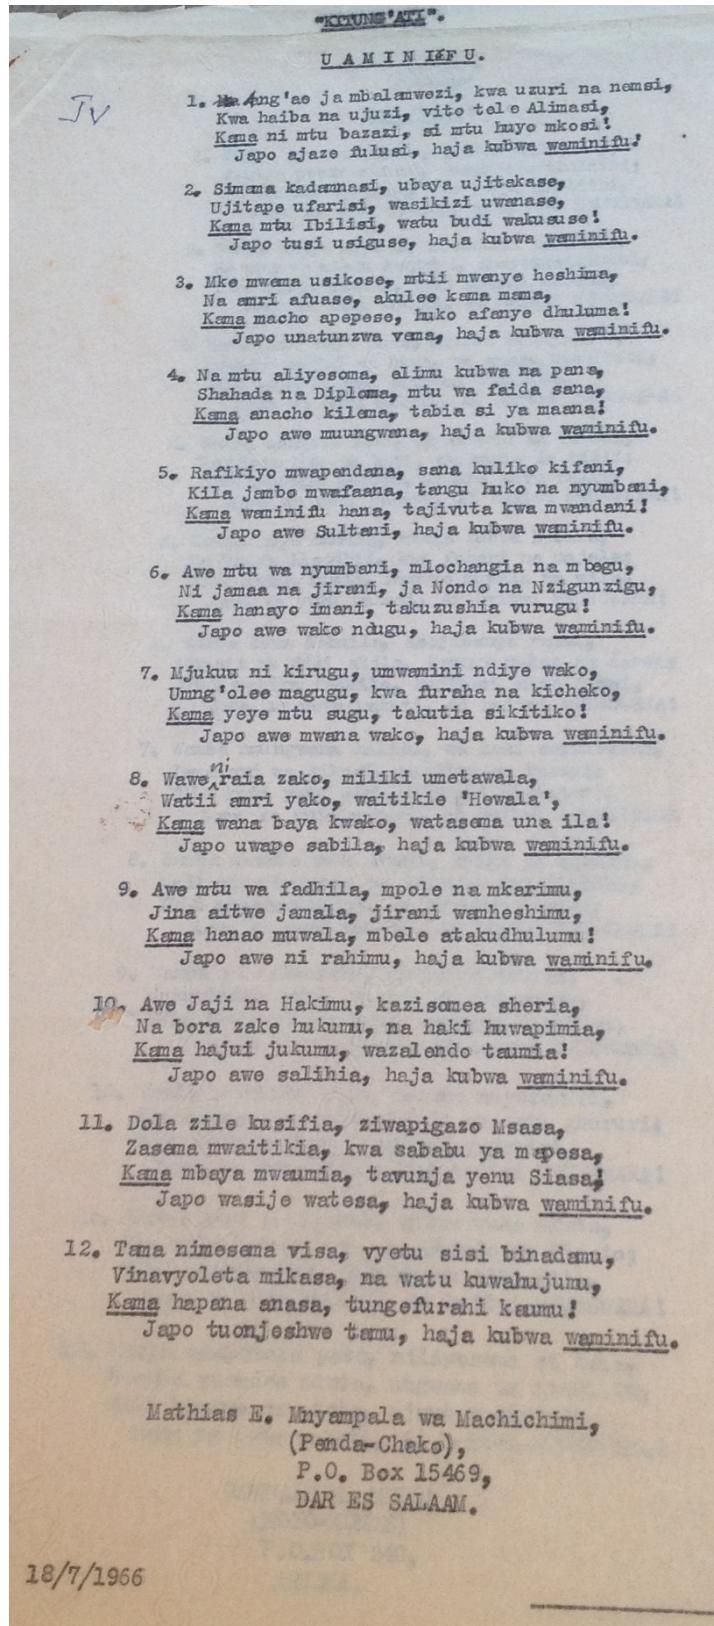 "KITUNG'ATI".
UAMINIFU.
IV
1. Ang'ae ja mbalamwezi, kwa uzuri na nemsi,
Kwa haiba na ujuzi, vito tele Alimasi,
Kama ni mtu bazazi, si mtu huyo mkosi!
Japo ajaze fulusi, haja kubwa waminifu!
2. Simema kadamnasi, ubaya ujitakase,
Ujitape ufarisi, wasikizi uwanase,
Kama mtu Ibilisi, watu budi wakususe!
Japo tusi usiguse, haja kubwa waminifu.
3. Mke mwema usikose, mtii mwenye heshima,
Na amri afuase, akulee kama mama,
Kama macho apepese, huko afanye dhuluma!
Japo unatunzwa vema, haja kubwa waminifu.
4. Na mtu aliyesoma, elimu kubwa na pana,
Shahada na Diploma, mtu wa faida sana,
Kama anacho kilema, tabia si ya maana!
Japo awe muungwana, haja kubwa waminifu.
5. Rafikiyo mwapendana, sana kuliko kifani,
Kila jambo mwafaana, tangu huko na nyumbani,
Kama waminifu hana, tajivuta kwa mwandani!
Japo awe Sultani, haja kubwa waminifu.
6. Awe mtu wa nyumbani, mlochangia na mbegu,
Ni jamaa na jirani, ja Nondo na Nzigunzigu,
Kama hanayo imani, takuzushia vurugu!
Japo awe wako ndugu, haja kubwa waminifu.
7. Mjukuu ni kirugu, umwamini ndiye wako,
Umng'olee magugu, kwa furaha na kicheko,
Kama yeye mtu sugu, takutia sikitiko!
Japo awe mwana wako, haja kubwa waminifu.
8. Wawe ni raia zako, miliki umetawala,
Watii amri yako, waitikie 'Hewala',
Kama wana baya kwako, watasema una ila!
Japo uwape sabila, haja kubwa waminifu.
9. Awe mtu wa fadhila, mpole na mkarimu,
Jina aitwe jamala, jirani wamheshimu,
Kama hanao muwala, mbele atakudhulumu!
Japo awe ni rahimu, haja kubwa waminifu.
10. Awe Jaji na Hakimu, kazisomea sheria,
Na bora zake hukumu, na haki huwapimia,
Kama hajui jukumu, wazalendo taumia!
Japo awe salihia, haja kubwa waminifu.
11. Dola zile kusifia, ziwapigazo Msasa,
Zasema mwaitikia, kwa sababu ya mapesa,
Kama mbaya mwaumia, tavunja yenu Siasa!
Japo wasije watesa, haja kubwa waminifu.
12. Tama nimesema visa, vyetu sisi binadamu,
Vinavyoleta mikasa, na watu kuwahujumu,
Kama hapana anasa, tungefurahi kaumu!
Japo tuonjeshwe tamu, haja kubwa waminifu.
Mathias E. Mnyampala wa Machichimi,
(Penda-Chako),
P.O. Box 15469,
DAR ES SALAAM.
18/7/1966